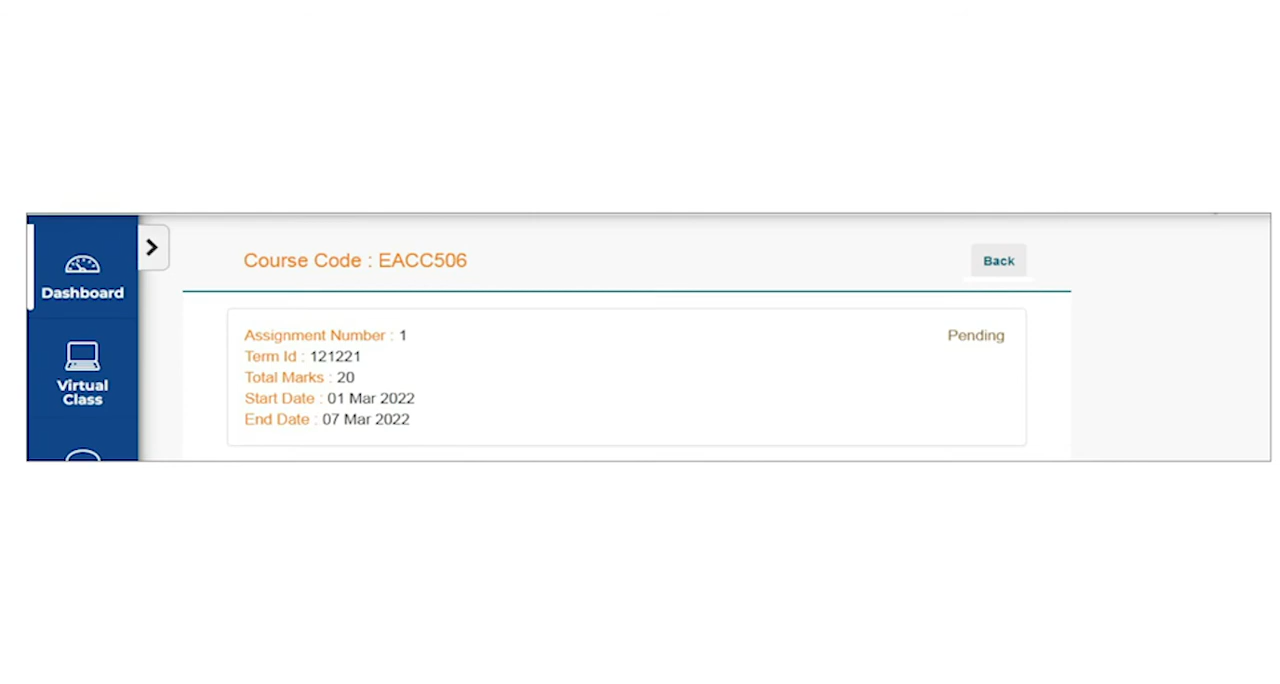 Course Code : EACC506
Back
Dashboard
Assignment Number : 1
Pending
Term Id : 121221
Total Marks : 20
Start Date : 01 Mar 2022
End Date : 07 Mar 2022
Virtual
Class